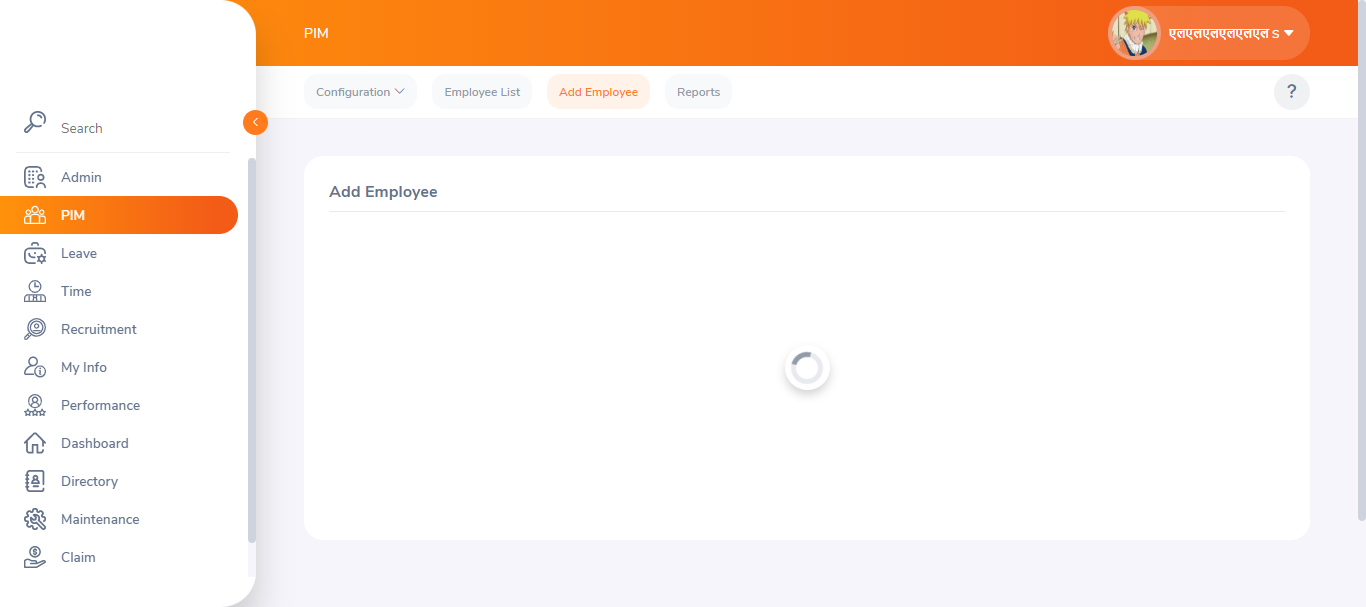 PIM
एलएलएलएलएलएल S
Configuration
Employee List
Add Employee
Reports
?
Search
Admin
PIM
Leave
Time
Recruitment
My Info
Performance
Dashboard
Directory
Maintenance
Claim
Add Employee